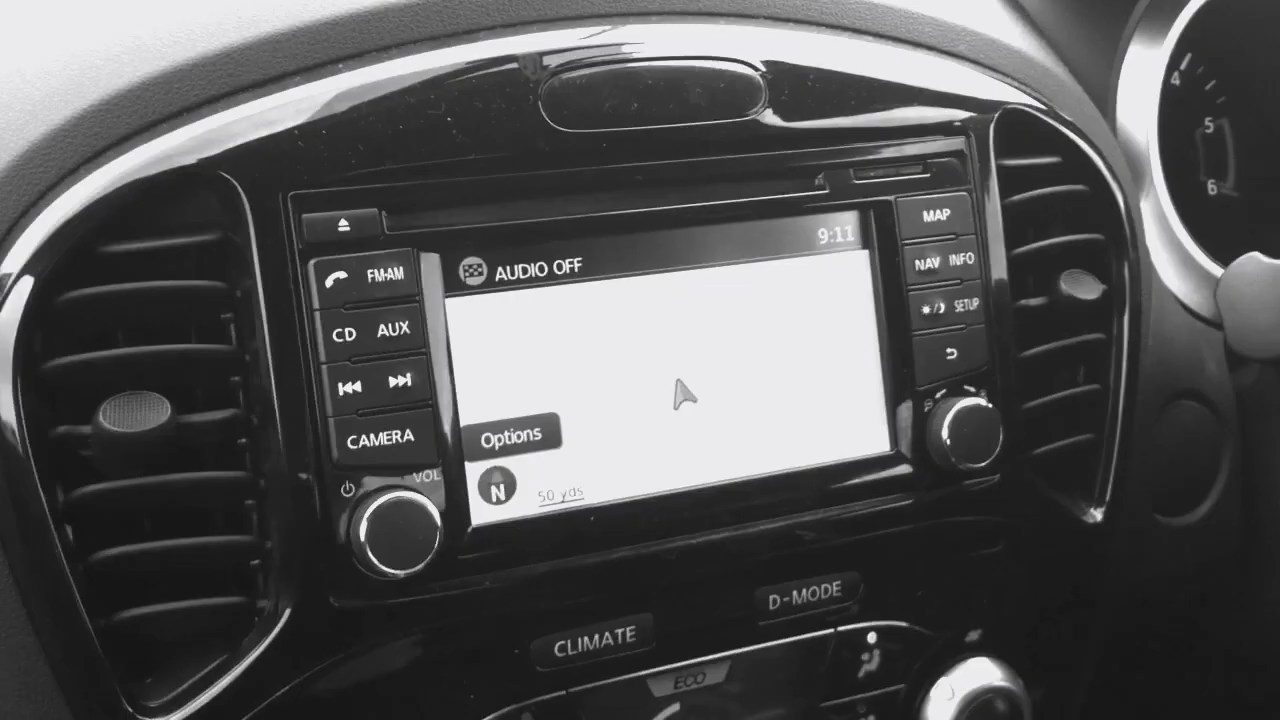 9:11
AUDIO OFF
FM·AM
CD AUX
CAMERA
VOL
MAP
NAV INFO
SETUP
Options
N
50 yds
D-MODE
CLIMATE
ECO
4
5
6